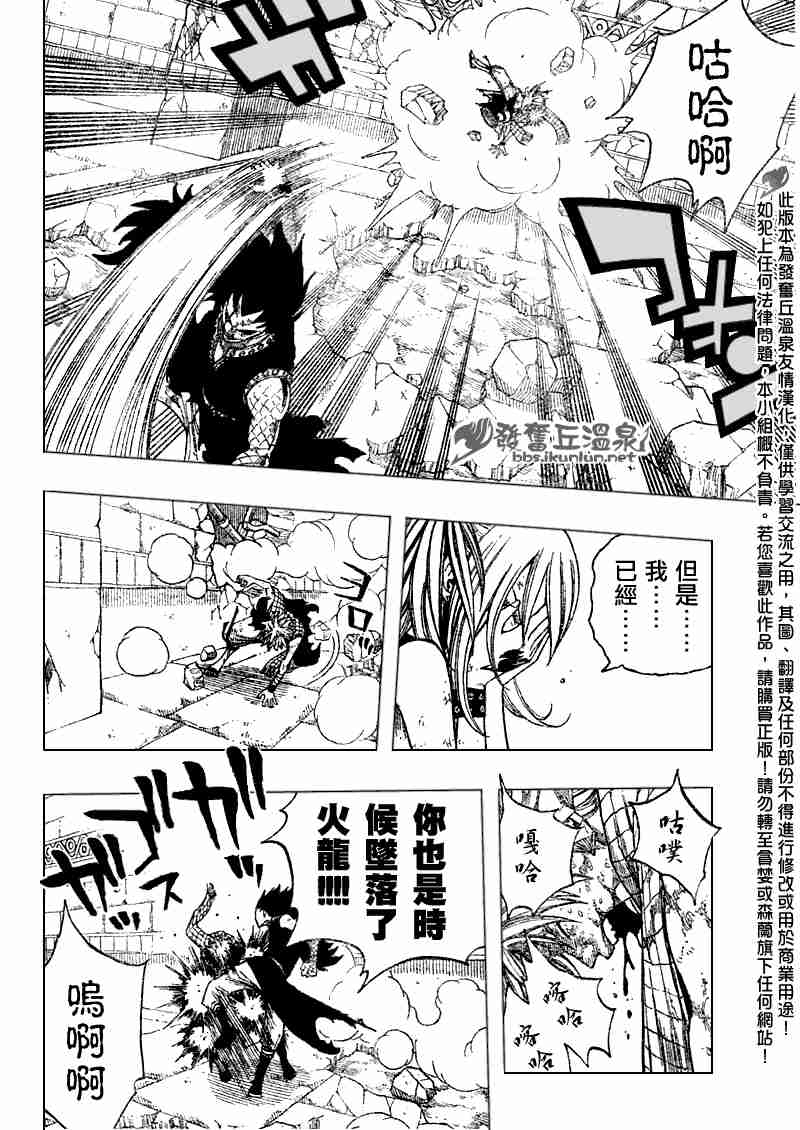 咕哈
啊
發奮丘溫泉
bbs.ikunlun.net
但是……
我……
已經……
コロ
咕噗
嘎哈
你也是時
候墜落了
火龍!!!!
ゴガガガ
嗚啊
啊
此版本為發奮丘溫泉友情漢化，僅供學習交流之用，其圖、翻譯及任何部份不得進行修改或用於商業用途！
如犯上任何法律問題，本小組概不負責。若您喜歡此作品，請購買正版！請勿轉至貪婪或森蘭旗下任何網站！